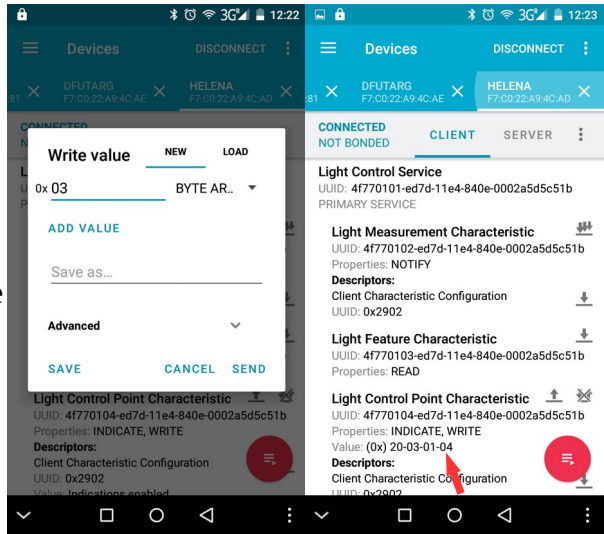 12:22
3G
Devices
DISCONNECT
:81
DFUTARG
F7:C0:22:A9:4C:AE
HELENA
F7:C0:22:A9:4C:AD
CONNECTED
Write value
NEW
LOAD
0x 03
BYTE AR..
ADD VALUE
Save as...
Advanced
SAVE
CANCEL
SEND
Light Control Point Characteristic
UUID: 4f770104-ed7d-11e4-840e-0002a5d5c51b
Properties: INDICATE, WRITE
Descriptors:
Client Characteristic Configuration
UUID: 0x2902
Value: Indications enabled
e
3G
12:23
Devices
DISCONNECT
:81
DFUTARG
F7:C0:22:A9:4C:AE
HELENA
F7:C0:22:A9:4C:AD
CONNECTED
NOT BONDED
CLIENT
SERVER
Light Control Service
UUID: 4f770101-ed7d-11e4-840e-0002a5d5c51b
PRIMARY SERVICE
Light Measurement Characteristic
UUID: 4f770102-ed7d-11e4-840e-0002a5d5c51b
Properties: NOTIFY
Descriptors:
Client Characteristic Configuration
UUID: 0x2902
Light Feature Characteristic
UUID: 4f770103-ed7d-11e4-840e-0002a5d5c51b
Properties: READ
Light Control Point Characteristic
UUID: 4f770104-ed7d-11e4-840e-0002a5d5c51b
Properties: INDICATE, WRITE
Value: (0x) 20-03-01-04
Descriptors:
Client Characteristic Configuration
UUID: 0x2902